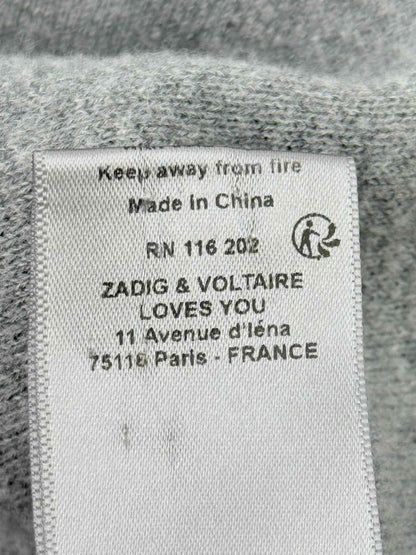 Keep away from fire
Made in China
RN 116 202
ZADIG & VOLTAIRE
LOVES YOU
11 Avenue d'Iéna
75116 Paris - FRANCE